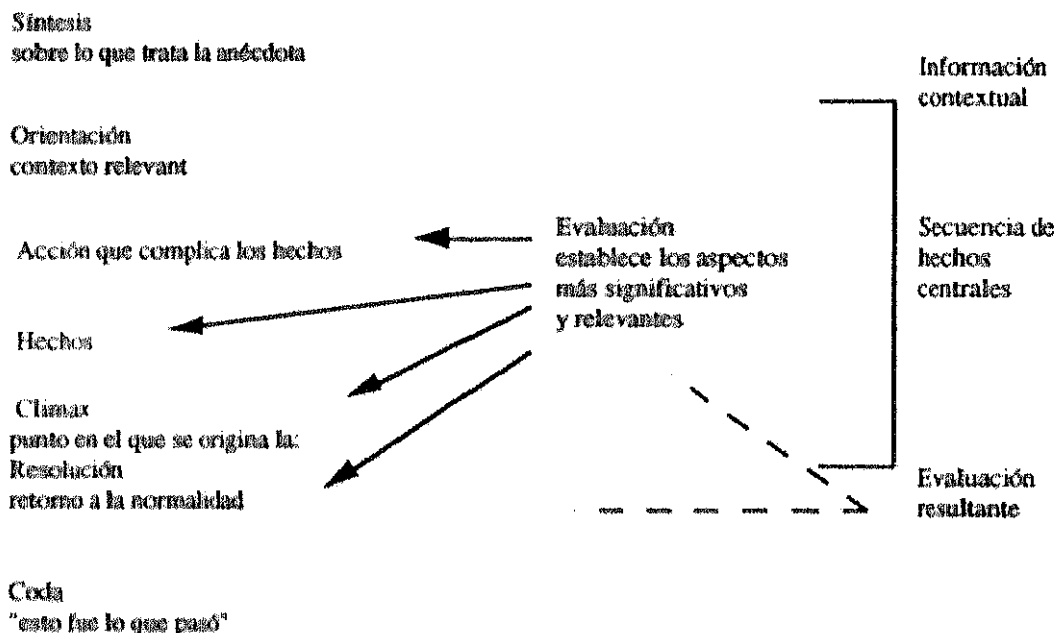 Síntesis
sobre lo que trata la anécdota
Orientación
contexto relevant
Acción que complica los hechos
Hechos
Climax
punto en el que se origina la:
Resolución
retorno a la normalidad
Coda
"esto fue lo que pasó"
Evaluación
establece los aspectos
más significativos
y relevantes
Información
contextual
Secuencia de
hechos
centrales
Evaluación
resultante